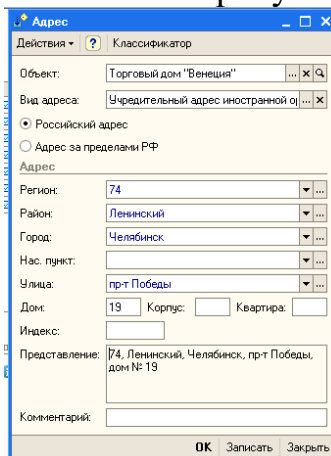 Адрес
Действия ? Классификатор
Объект: Торговый дом "Венеция" ... x
Вид адреса: Учредительный адрес иностранной ор ... x
Российский адрес
Адрес за пределами РФ
Адрес
Регион: 74 ...
Район: Ленинский ...
Город: Челябинск ...
Нас. пункт: ...
Улица: пр-т Победы ...
Дом: 19 Корпус: Квартира:
Индекс:
Представление: 74, Ленинский, Челябинск, пр-т Победы,
дом № 19
Комментарий:
OK Записать Закрыть